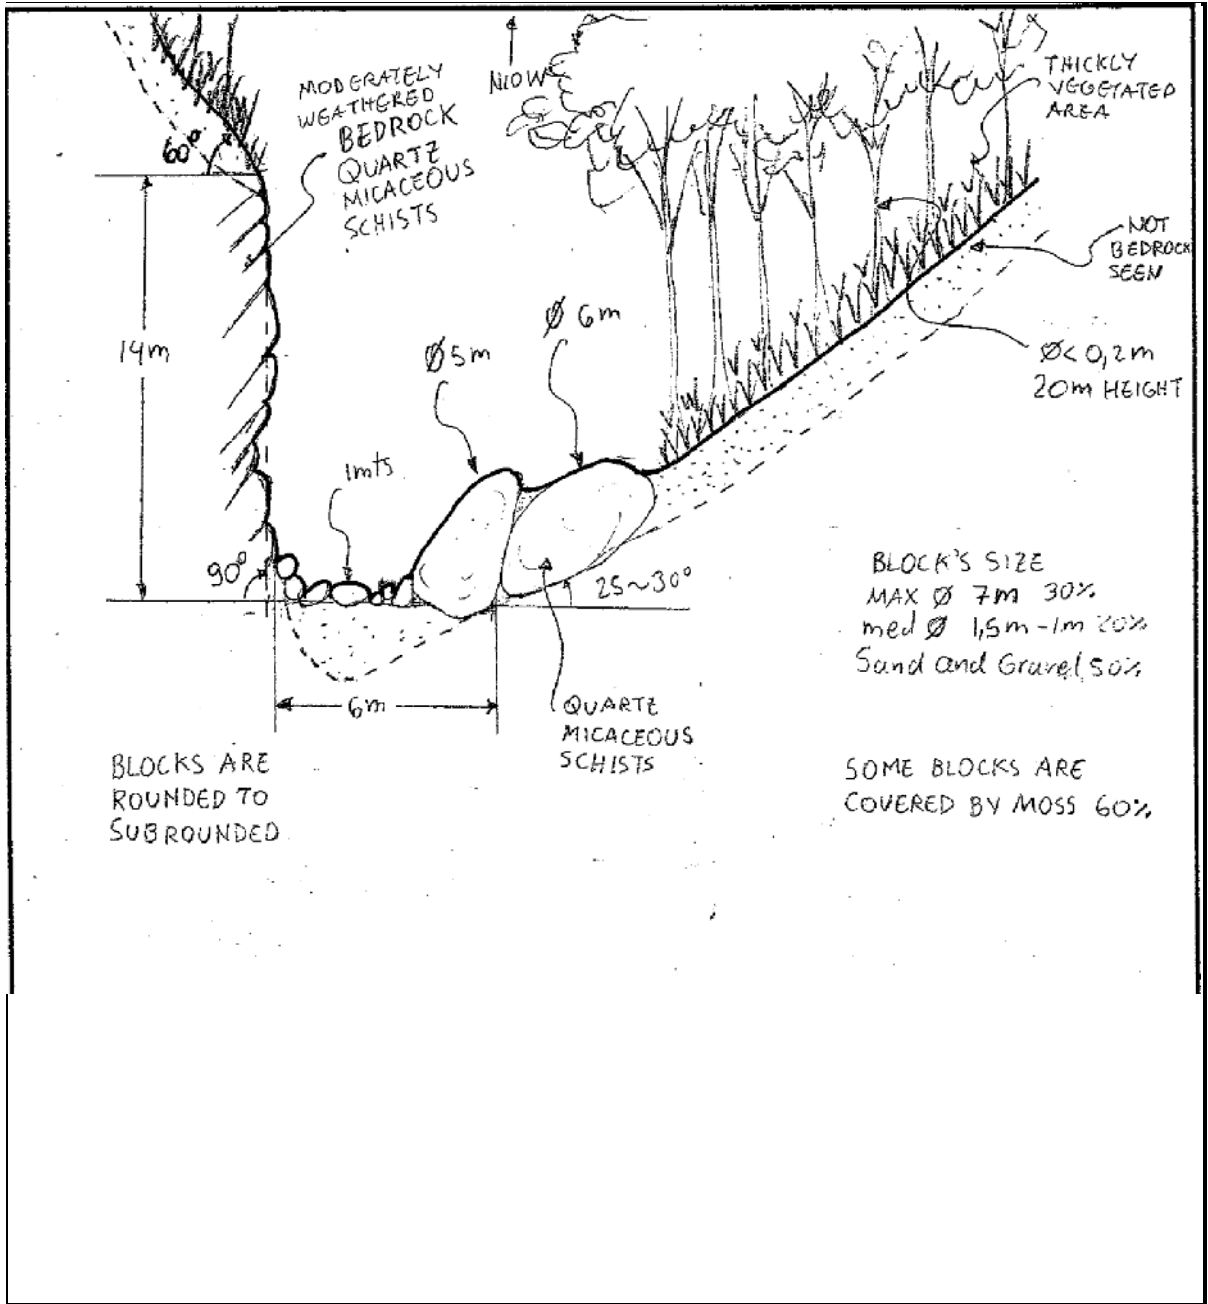 N10W
MODERATELY
WEATHERED
BEDROCK
QUARTZ
MICACEOUS
SCHISTS
THICKLY
VEGETATED
AREA
60°
NOT
BEDROCK
SEEN
14m
Ø 5m
Ø 6m
Ø<0,2m
20m HEIGHT
1mts
90°
25~30°
BLOCK'S SIZE
MAX Ø 7m 30%
med Ø 1,5m-1m 20%
Sand and Gravel 50%
6m
QUARTZ
MICACEOUS
SCHISTS
BLOCKS ARE
ROUNDED TO
SUBROUNDED
SOME BLOCKS ARE
COVERED BY MOSS 60%